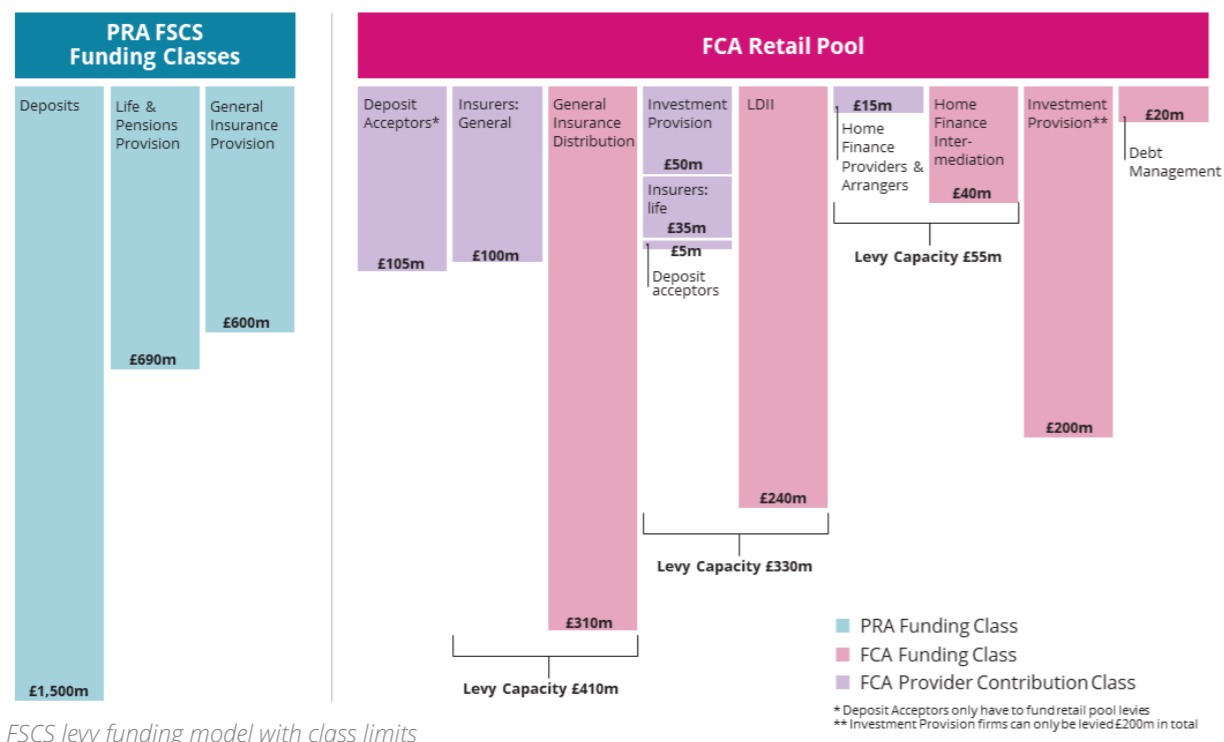 PRA FSCS
Funding Classes
FCA Retail Pool
Deposits
£1,500m
Life &
Pensions
Provision
£690m
General
Insurance
Provision
£600m
Deposit
Acceptors*
£105m
Insurers:
General
£100m
General
Insurance
Distribution
£310m
Levy Capacity £410m
Investment
Provision
£50m
Insurers:
life
£35m
£5m
Deposit
acceptors
LDII
£240m
Levy Capacity £330m
£15m
Home
Finance
Providers &
Arrangers
Home
Finance
Inter-
mediation
£40m
Levy Capacity £55m
Investment
Provision**
£200m
£20m
Debt
Management
PRA Funding Class
FCA Funding Class
FCA Provider Contribution Class
* Deposit Acceptors only have to fund retail pool levies
** Investment Provision firms can only be levied £200m in total
FSCS levy funding model with class limits